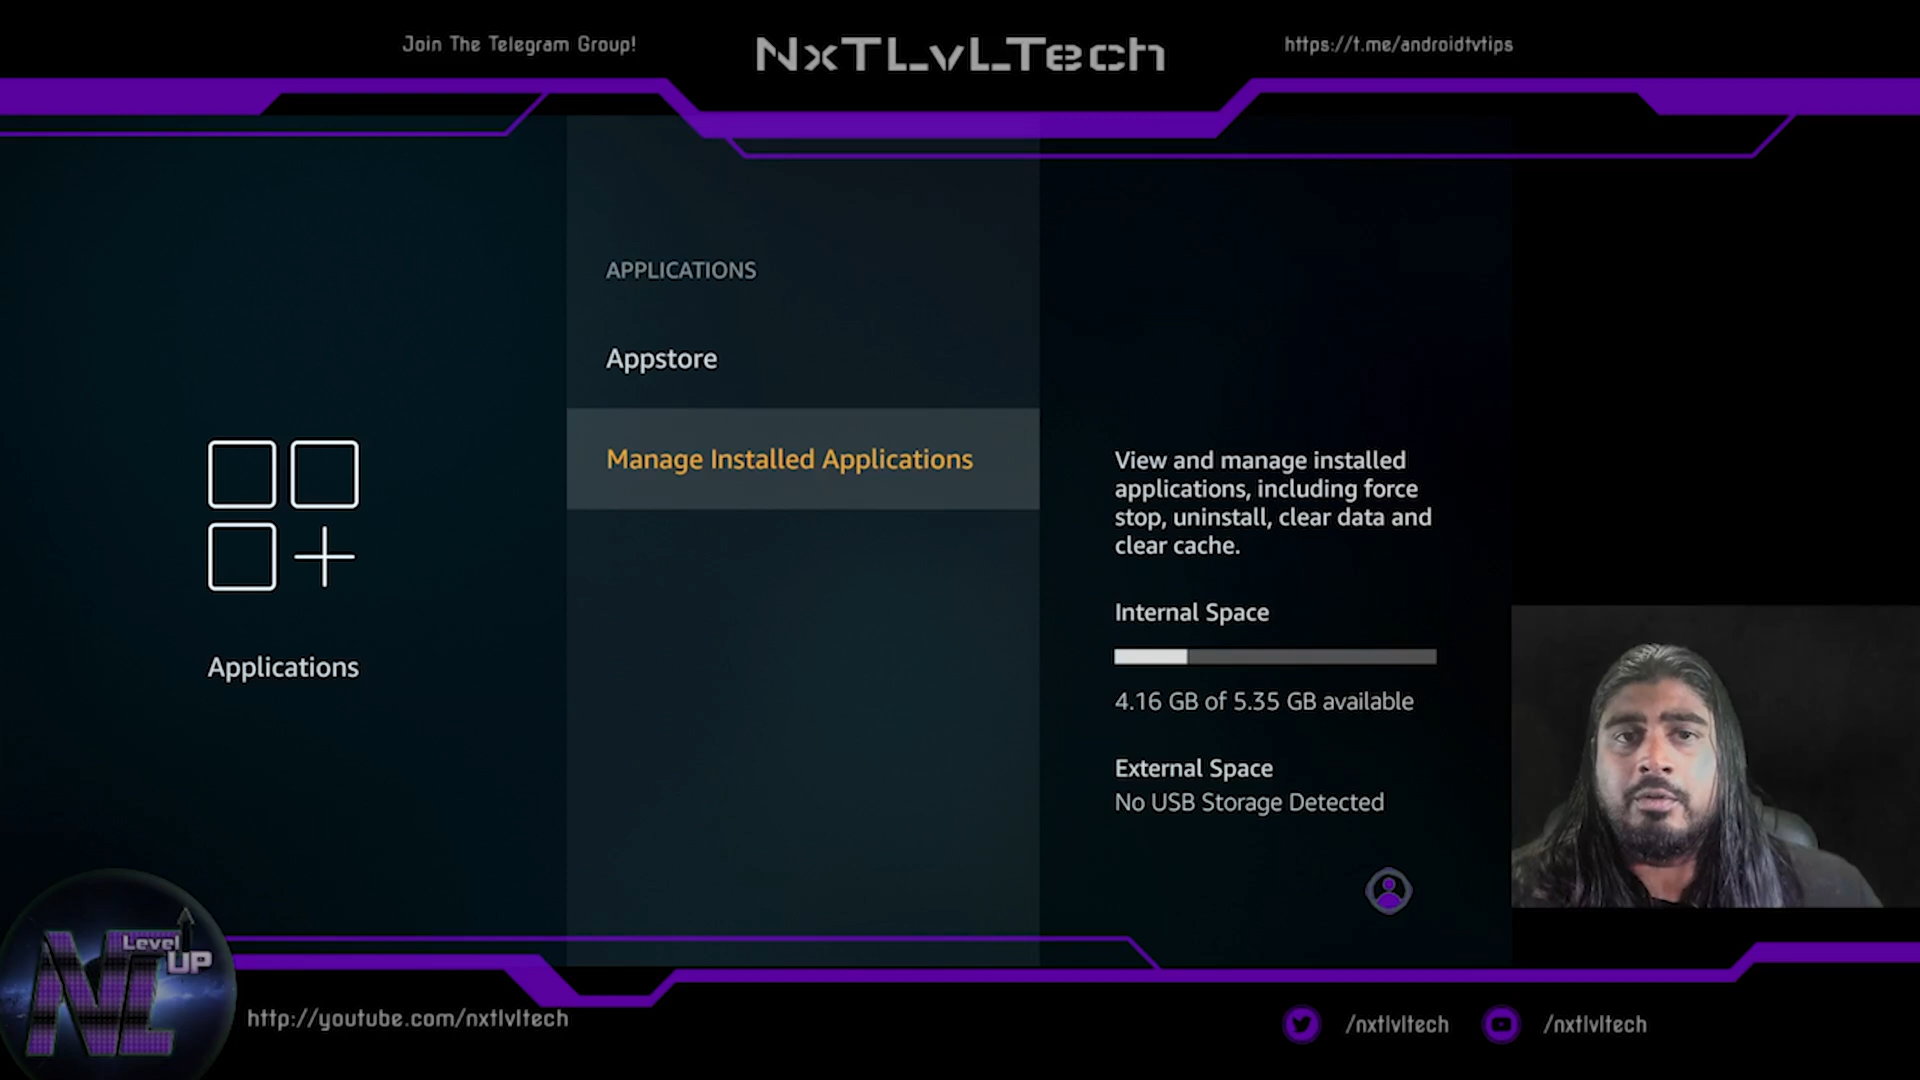 Join The Telegram Group!
NxTLvLTech
https://t.me/androidtvtips
APPLICATIONS
Appstore
Manage Installed Applications
Applications
View and manage installed
applications, including force
stop, uninstall, clear data and
clear cache.
Internal Space
4.16 GB of 5.35 GB available
External Space
No USB Storage Detected
NL
Level
UP
http://youtube.com/nxtlvltech
/nxtlvltech
/nxtlvltech